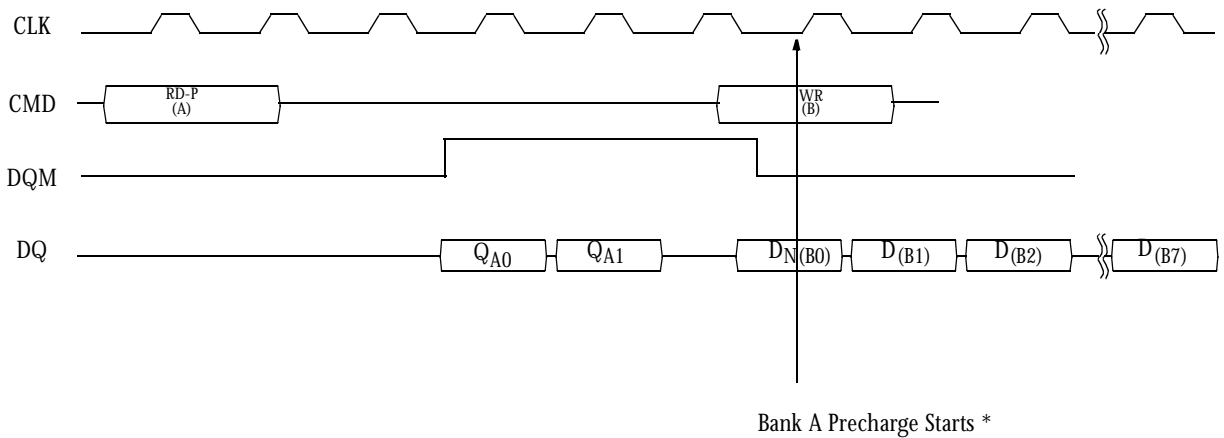 CLK
CMD
RD-P
(A)
WR
(B)
DQM
DQ
QA0
QA1
DN(B0)
D(B1)
D(B2)
D(B7)
Bank A Precharge Starts *